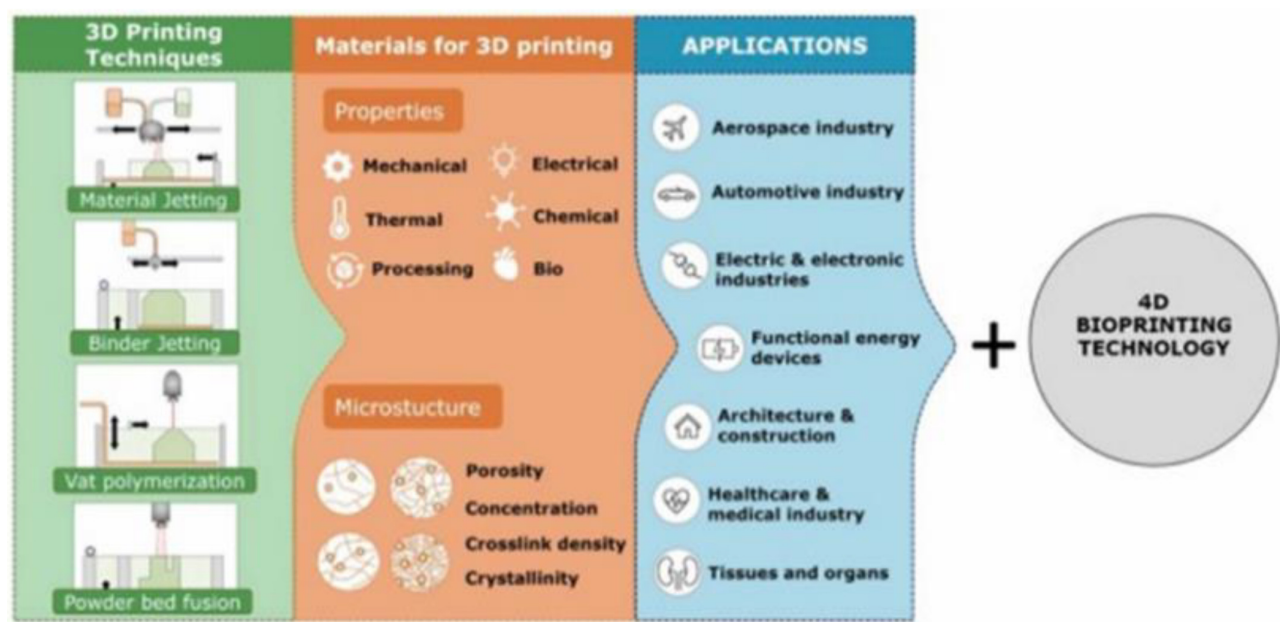 3D Printing
Techniques
Material Jetting
Binder Jetting
Vat polymerization
Powder bed fusion
Materials for 3D printing
Properties
Mechanical
Electrical
Thermal
Chemical
Processing
Bio
Microstucture
Porosity
Concentration
Crosslink density
Crystallinity
APPLICATIONS
Aerospace industry
Automotive industry
Electric & electronic
industries
Functional energy
devices
Architecture &
construction
Healthcare &
medical industry
Tissues and organs
+
4D
BIOPRINTING
TECHNOLOGY